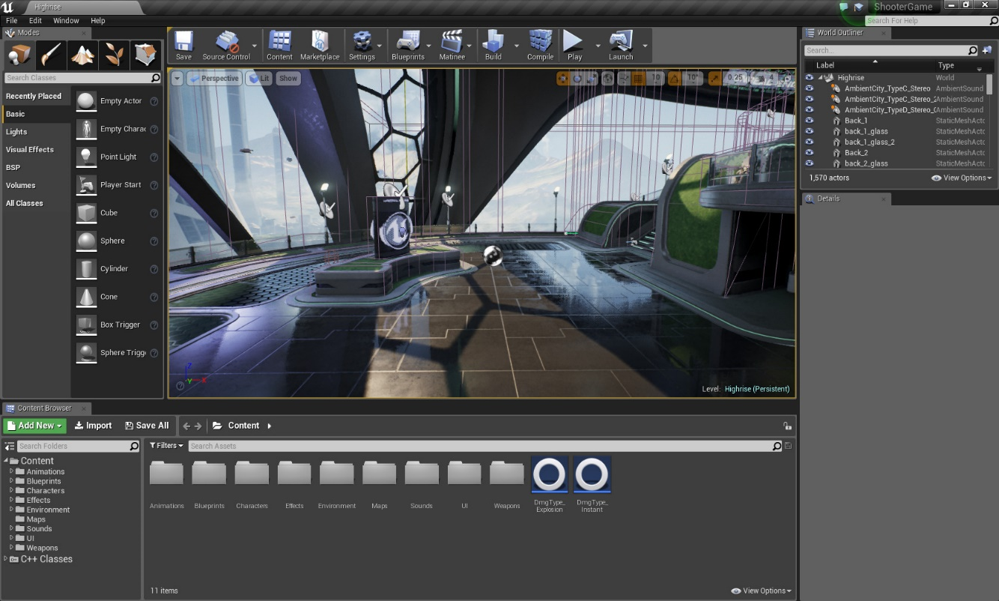 Highrise
ShooterGame
File Edit Window Help
Search For Help
Modes
Search Classes
Recently Placed
Basic
Lights
Visual Effects
BSP
Volumes
All Classes
Empty Actor
Empty Charac
Point Light
Player Start
Cube
Sphere
Cylinder
Cone
Box Trigger
Sphere Trigge
Save
Source Control
Content
Marketplace
Settings
Blueprints
Matinee
Build
Compile
Play
Launch
Perspective
Lit
Show
10
10°
0.25
4
Z
Y X
Level: Highrise (Persistent)
World Outliner
Search...
Label Type
Highrise World
AmbientCity_TypeC_Stereo AmbientSound
AmbientCity_TypeC_Stereo_2 AmbientSound
AmbientCity_TypeD_Stereo_ AmbientSound
Back_1 StaticMeshActo
back_1_glass StaticMeshActo
back_1_glass_2 StaticMeshActo
Back_2 StaticMeshActo
back_2_glass StaticMeshActo
1,570 actors
View Options
Details
Content Browser
Add New
Import
Save All
Content
Search Folders
Content
Animations
Blueprints
Characters
Effects
Environment
Maps
Sounds
UI
Weapons
C++ Classes
Filters
Search Assets
Animations
Blueprints
Characters
Effects
Environment
Maps
Sounds
UI
Weapons
DmgType_
Explosion
DmgType_
Instant
11 items
View Options